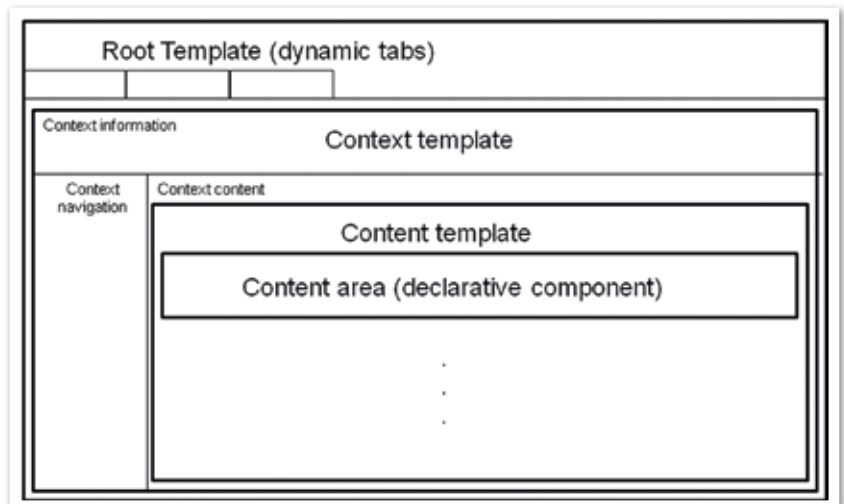 Root Template (dynamic tabs)
Context information
Context template
Context
navigation
Context content
Content template
Content area (declarative component)
.
.
.